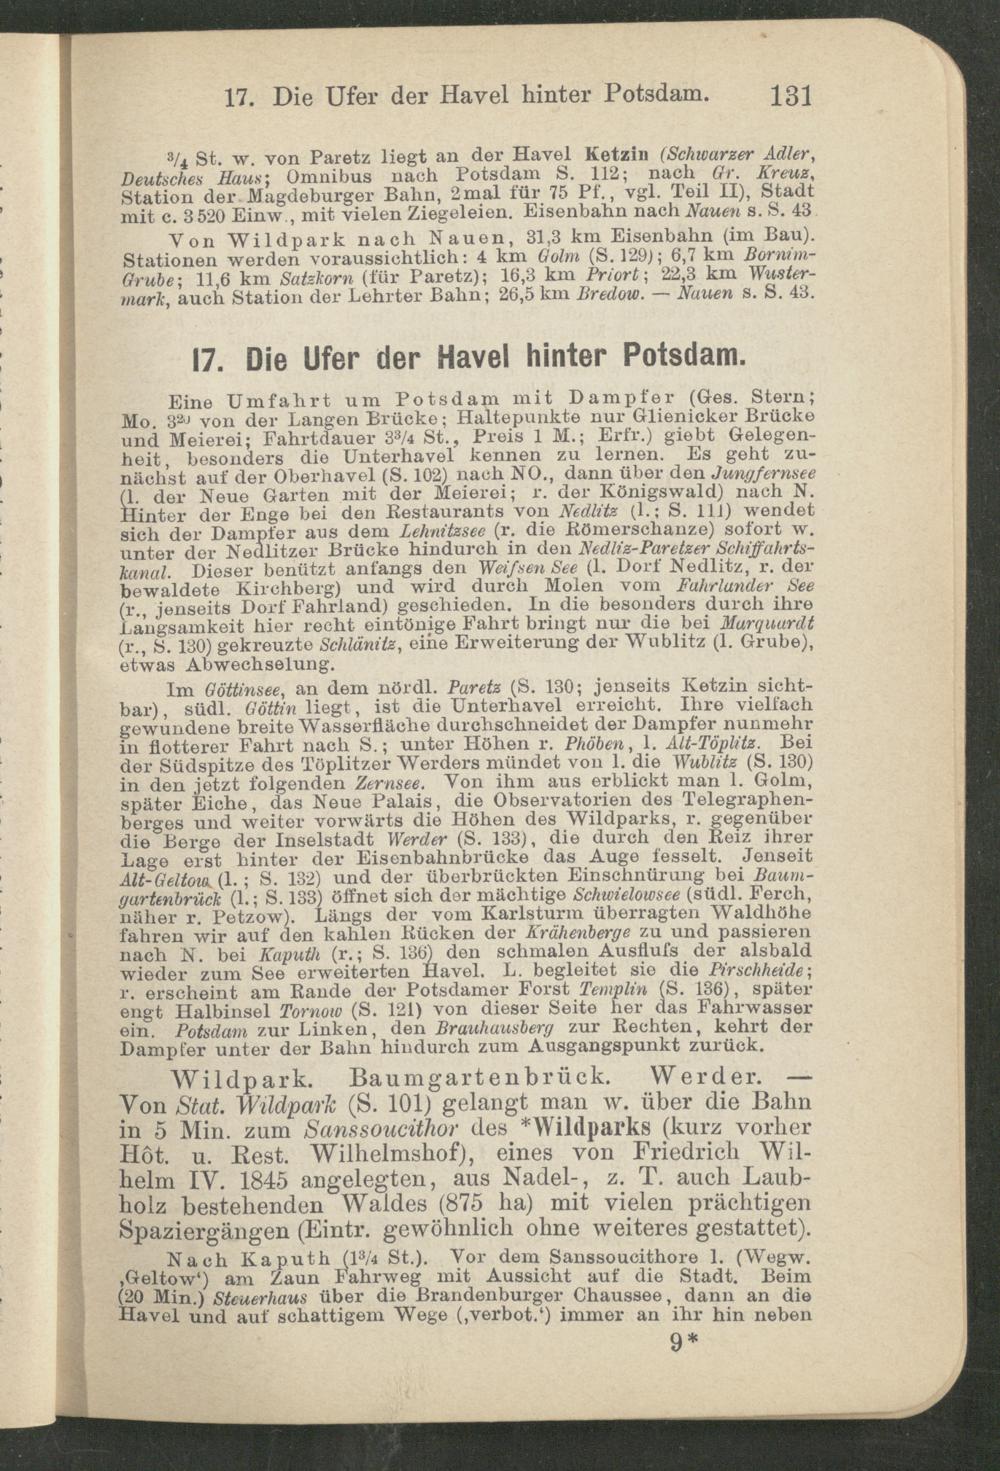 17. Die Ufer der Havel hinter Potsdam. 131
3/4 St. w. von Paretz liegt an der Havel Ketzin (Schwarzer Adler,
Deutsches Haus; Omnibus nach Potsdam S. 112; nach Gr. Kreuz,
Station der Magdeburger Bahn, 2mal für 75 Pf., vgl. Teil II), Stadt
mit c. 3520 Einw., mit vielen Ziegeleien. Eisenbahn nach Nauen s. S. 43.
Von Wildpark nach Nauen, 31,3 km Eisenbahn (im Bau).
Stationen werden voraussichtlich: 4 km Golm (S. 129); 6,7 km Bornim-
Grube; 11,6 km Satzkorn (für Paretz); 16,3 km Priort; 22,3 km Wuster-
mark, auch Station der Lehrter Bahn; 26,5 km Bredow. — Nauen s. S. 43.
17. Die Ufer der Havel hinter Potsdam.
Eine Umfahrt um Potsdam mit Dampfer (Ges. Stern;
Mo. 3²⁰ von der Langen Brücke; Haltepunkte nur Glienicker Brücke
und Meierei; Fahrtdauer 3³/₄ St., Preis 1 M.; Erfr.) giebt Gelegen-
heit, besonders die Unterhavel kennen zu lernen. Es geht zu-
nächst auf der Oberhavel (S. 102) nach NO., dann über den Jungfernsee
(l. der Neue Garten mit der Meierei; r. der Königswald) nach N.
Hinter der Enge bei den Restaurants von Nedlitz (l.; S. 111) wendet
sich der Dampfer aus dem Lehnitzsee (r. die Römerschanze) sofort w.
unter der Nedlitzer Brücke hindurch in den Nedliz-Paretzer Schiffahrts-
kanal. Dieser benützt anfangs den Weifsen See (l. Dorf Nedlitz, r. der
bewaldete Kirchberg) und wird durch Molen vom Fahrlander See
(r., jenseits Dorf Fahrland) geschieden. In die besonders durch ihre
Langsamkeit hier recht eintönige Fahrt bringt nur die bei Marquardt
(r., S. 130) gekreuzte Schlänitz, eine Erweiterung der Wublitz (l. Grube),
etwas Abwechselung.
Im Göttinsee, an dem nördl. Paretz (S. 130; jenseits Ketzin sicht-
bar), südl. Göttin liegt, ist die Unterhavel erreicht. Ihre vielfach
gewundene breite Wasserfläche durchschneidet der Dampfer nunmehr
in flotterer Fahrt nach S.; unter Höhen r. Phöben, l. Alt-Töplitz. Bei
der Südspitze des Töplitzer Werders mündet von l. die Wublitz (S. 130)
in den jetzt folgenden Zernsee. Von ihm aus erblickt man l. Golm,
später Eiche, das Neue Palais, die Observatorien des Telegraphen-
berges und weiter vorwärts die Höhen des Wildparks, r. gegenüber
die Berge der Inselstadt Werder (S. 133), die durch den Reiz ihrer
Lage erst hinter der Eisenbahnbrücke das Auge fesselt. Jenseit
Alt-Geltow (l.; S. 132) und der überbrückten Einschnürung bei Baum-
gartenbrück (l.; S. 133) öffnet sich der mächtige Schwielowsee (südl. Ferch,
näher r. Petzow). Längs der vom Karlsturm überragten Waldhöhe
fahren wir auf den kahlen Rücken der Krähenberge zu und passieren
nach N. bei Kaputh (r.; S. 136) den schmalen Ausflufs der alsbald
wieder zum See erweiterten Havel. L. begleitet sie die Pirschheide;
r. erscheint am Rande der Potsdamer Forst Templin (S. 136), später
engt Halbinsel Tornow (S. 121) von dieser Seite her das Fahrwasser
ein. Potsdam zur Linken, den Brauhausberg zur Rechten, kehrt der
Dampfer unter der Bahn hindurch zum Ausgangspunkt zurück.
Wildpark. Baumgartenbrück. Werder. —
Von Stat. Wildpark (S. 101) gelangt man w. über die Bahn
in 5 Min. zum Sanssoucithor des *Wildparks (kurz vorher
Hôt. u. Rest. Wilhelmshof), eines von Friedrich Wil-
helm IV. 1845 angelegten, aus Nadel-, z. T. auch Laub-
holz bestehenden Waldes (875 ha) mit vielen prächtigen
Spaziergängen (Eintr. gewöhnlich ohne weiteres gestattet).
Nach Kaputh (1³/₄ St.). Vor dem Sanssoucithore l. (Wegw.
‚Geltow‘) am Zaun Fahrweg mit Aussicht auf die Stadt. Beim
(20 Min.) Steuerhaus über die Brandenburger Chaussee, dann an die
Havel und auf schattigem Wege (‚verbot.‘) immer an ihr hin neben
9*